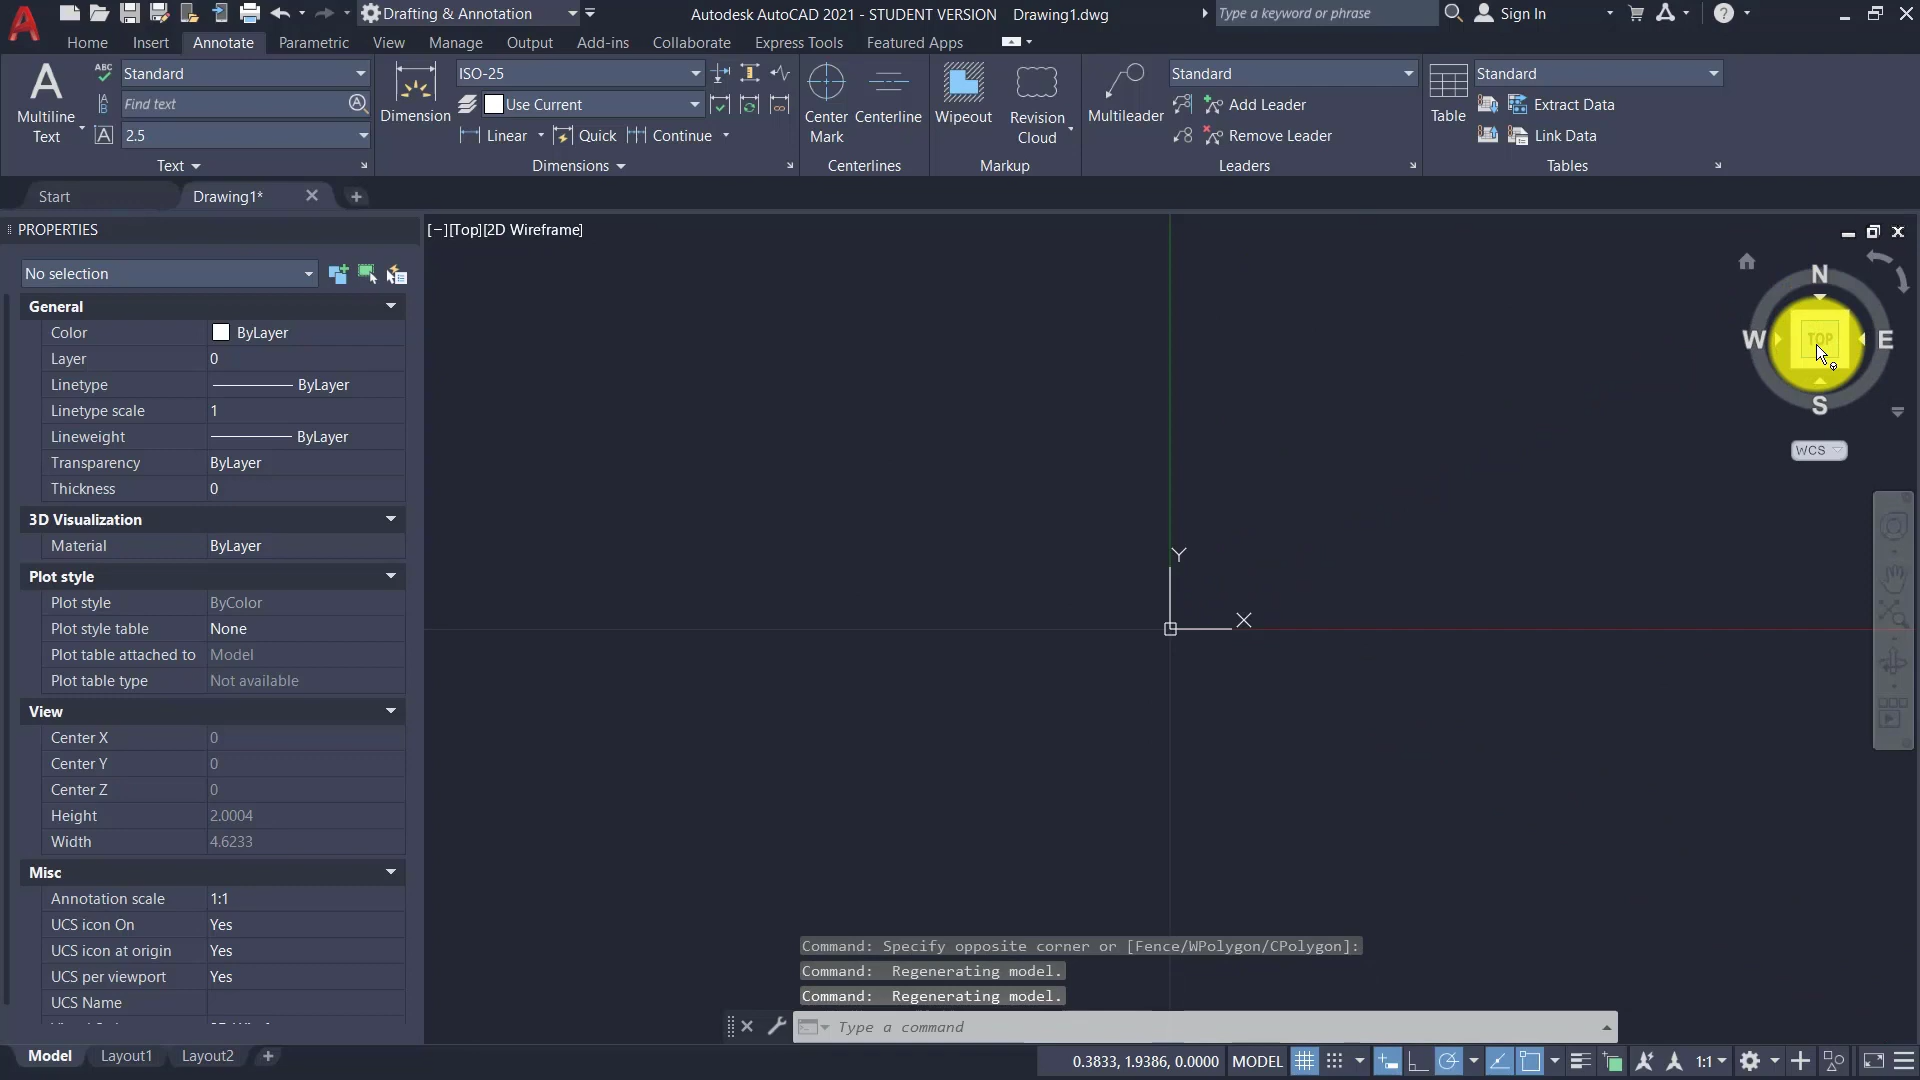 Drafting & Annotation
Autodesk AutoCAD 2021 - STUDENT VERSION Drawing1.dwg
Type a keyword or phrase
Sign In
Home Insert Annotate Parametric View Manage Output Add-ins Collaborate Express Tools Featured Apps
A
Multiline
Text
ABC
Standard
Find text
2.5
Text
Dimension
ISO-25
Use Current
Linear
Quick
Continue
Dimensions
Center
Mark
Centerline
Centerlines
Wipeout
Revision
Cloud
Markup
Multileader
Standard
Add Leader
Remove Leader
Leaders
Table
Standard
Extract Data
Link Data
Tables
Start
Drawing1*
PROPERTIES
No selection
General
Color ByLayer
Layer 0
Linetype ByLayer
Linetype scale 1
Lineweight ByLayer
Transparency ByLayer
Thickness 0
3D Visualization
Material ByLayer
Plot style
Plot style ByColor
Plot style table None
Plot table attached to Model
Plot table type Not available
View
Center X 0
Center Y 0
Center Z 0
Height 2.0004
Width 4.6233
Misc
Annotation scale 1:1
UCS icon On Yes
UCS icon at origin Yes
UCS per viewport Yes
UCS Name
[−][Top][2D Wireframe]
N
W TOP E
S
WCS
Y
X
Command: Specify opposite corner or [Fence/WPolygon/CPolygon]:
Command: Regenerating model.
Command: Regenerating model.
Type a command
Model Layout1 Layout2
0.3833, 1.9386, 0.0000 MODEL
1:1